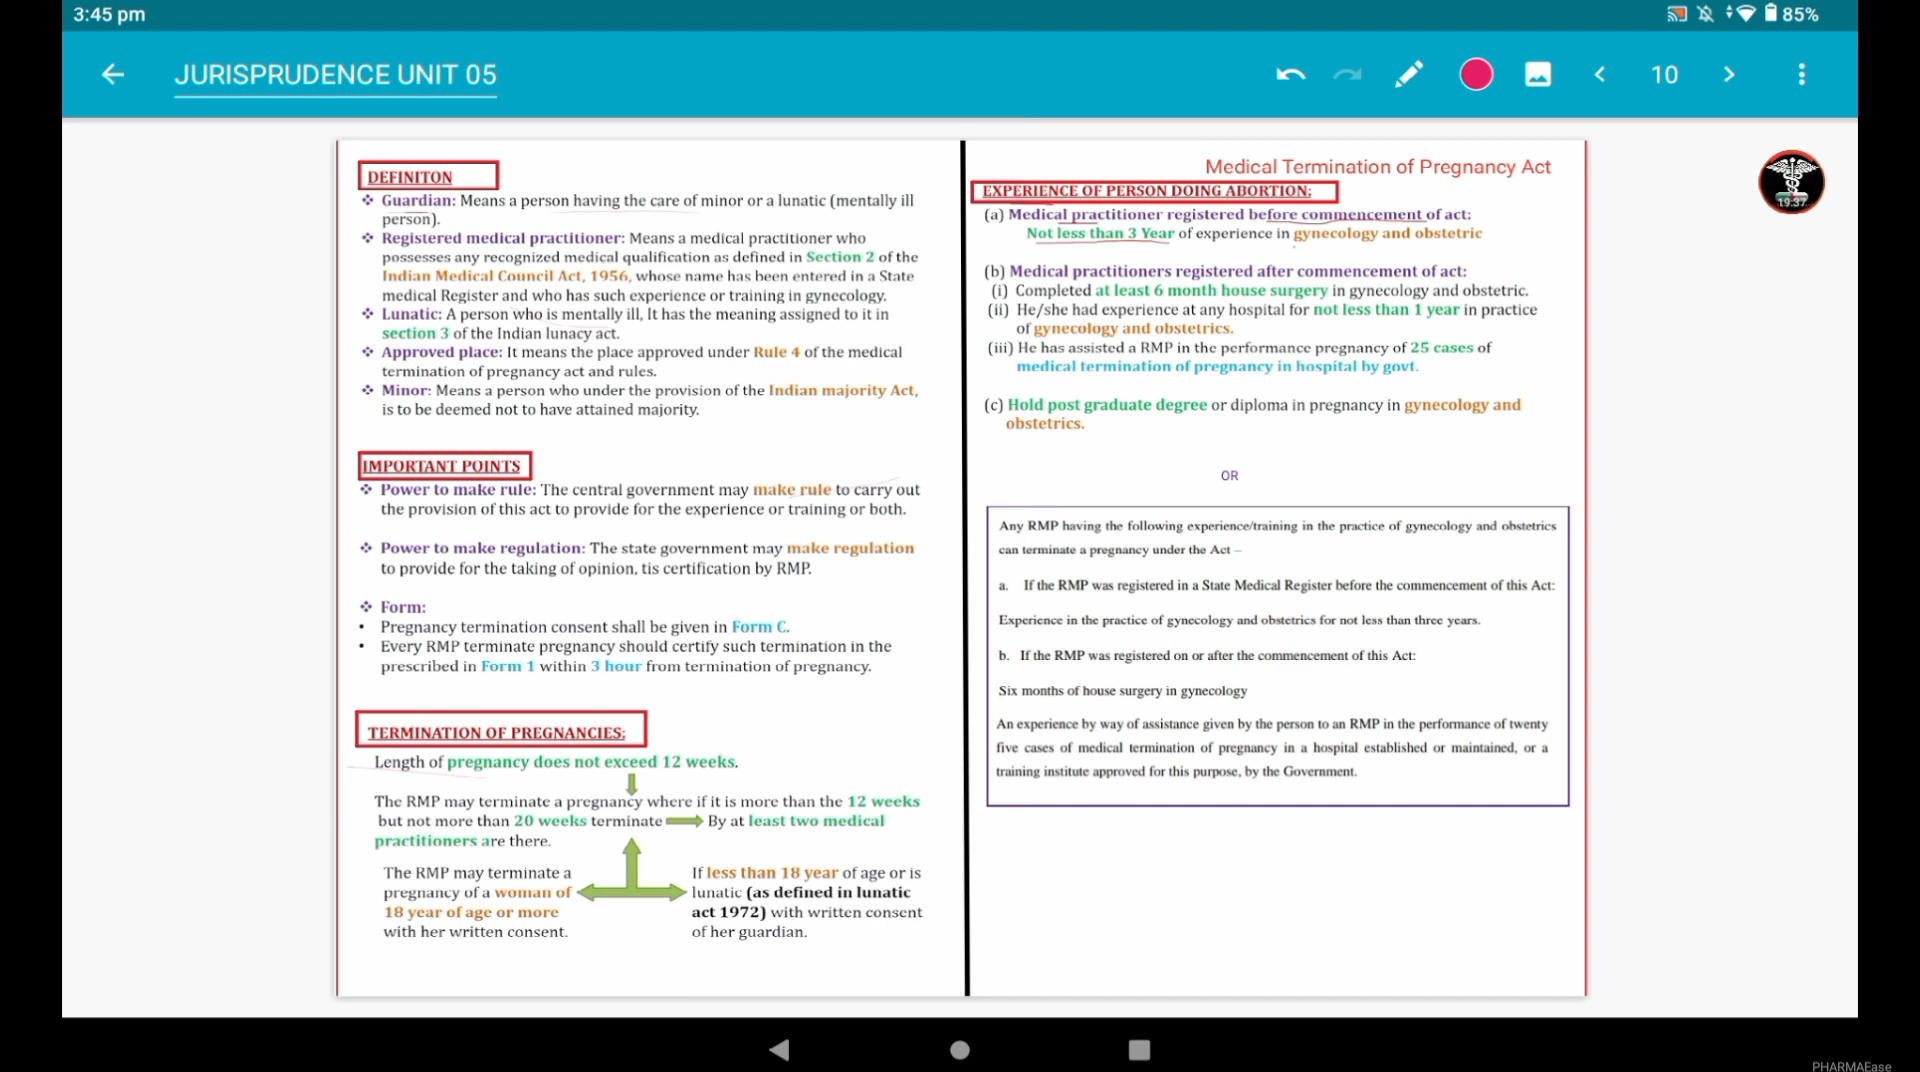 3:45 pm
85%
JURISPRUDENCE UNIT 05
10
DEFINITON
❖ Guardian: Means a person having the care of minor or a lunatic (mentally ill
person).
❖ Registered medical practitioner: Means a medical practitioner who
possesses any recognized medical qualification as defined in Section 2 of the
Indian Medical Council Act, 1956, whose name has been entered in a State
medical Register and who has such experience or training in gynecology.
❖ Lunatic: A person who is mentally ill, It has the meaning assigned to it in
section 3 of the Indian lunacy act.
❖ Approved place: It means the place approved under Rule 4 of the medical
termination of pregnancy act and rules.
❖ Minor: Means a person who under the provision of the Indian majority Act,
is to be deemed not to have attained majority.
IMPORTANT POINTS
❖ Power to make rule: The central government may make rule to carry out
the provision of this act to provide for the experience or training or both.
❖ Power to make regulation: The state government may make regulation
to provide for the taking of opinion, tis certification by RMP.
❖ Form:
• Pregnancy termination consent shall be given in Form C.
• Every RMP terminate pregnancy should certify such termination in the
prescribed in Form 1 within 3 hour from termination of pregnancy.
TERMINATION OF PREGNANCIES:
Length of pregnancy does not exceed 12 weeks.
The RMP may terminate a pregnancy where if it is more than the 12 weeks
but not more than 20 weeks terminate By at least two medical
practitioners are there.
The RMP may terminate a
pregnancy of a woman of
18 year of age or more
with her written consent.
If less than 18 year of age or is
lunatic (as defined in lunatic
act 1972) with written consent
of her guardian.
Medical Termination of Pregnancy Act
EXPERIENCE OF PERSON DOING ABORTION:
(a) Medical practitioner registered before commencement of act:
Not less than 3 Year of experience in gynecology and obstetric
(b) Medical practitioners registered after commencement of act:
(i) Completed at least 6 month house surgery in gynecology and obstetric.
(ii) He/she had experience at any hospital for not less than 1 year in practice
of gynecology and obstetrics.
(iii) He has assisted a RMP in the performance pregnancy of 25 cases of
medical termination of pregnancy in hospital by govt.
(c) Hold post graduate degree or diploma in pregnancy in gynecology and
obstetrics.
OR
Any RMP having the following experience/training in the practice of gynecology and obstetrics
can terminate a pregnancy under the Act –
a. If the RMP was registered in a State Medical Register before the commencement of this Act:
Experience in the practice of gynecology and obstetrics for not less than three years.
b. If the RMP was registered on or after the commencement of this Act:
Six months of house surgery in gynecology
An experience by way of assistance given by the person to an RMP in the performance of twenty
five cases of medical termination of pregnancy in a hospital established or maintained, or a
training institute approved for this purpose, by the Government.
19:37
PHARMAEase